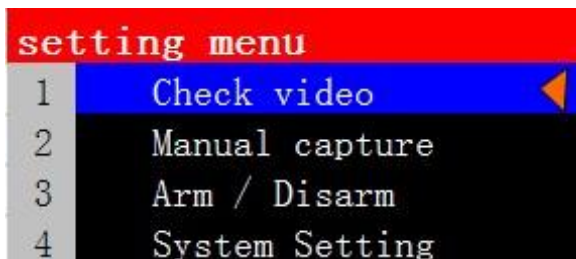 setting menu
1 Check video
2 Manual capture
3 Arm / Disarm
4 System Setting